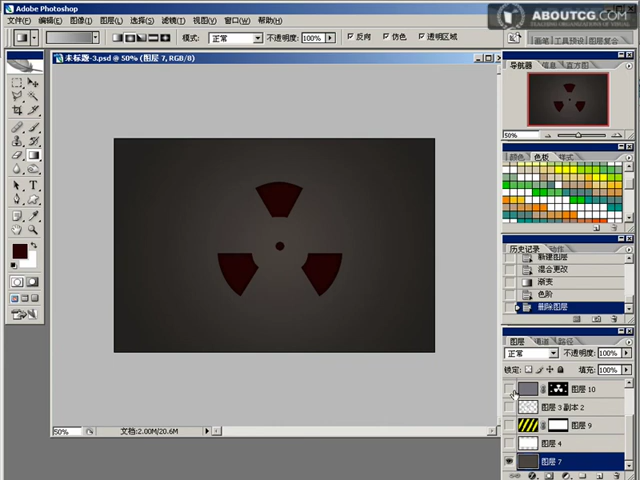 Adobe Photoshop
ABOUTCG.COM
文件(F) 编辑(E) 图像(I) 图层(L) 选择(S) 滤镜(T) 视图(V) 窗口(W) 帮助(H)
模式: 正常 不透明度: 100% 反向 仿色 透明区域
画笔 工具预设 图层复合
未标题-3.psd @ 50% (图层 7, RGB/8)
导航器 信息 直方图
50%
颜色 色板 样式
历史记录 动作
新建图层
混合更改
渐变
色阶
删除图层
图层 通道 路径
正常 不透明度: 100%
锁定: 填充: 100%
图层 10
图层 3 副本 2
图层 9
图层 4
图层 7
50% 文档:2.00M/20.6M